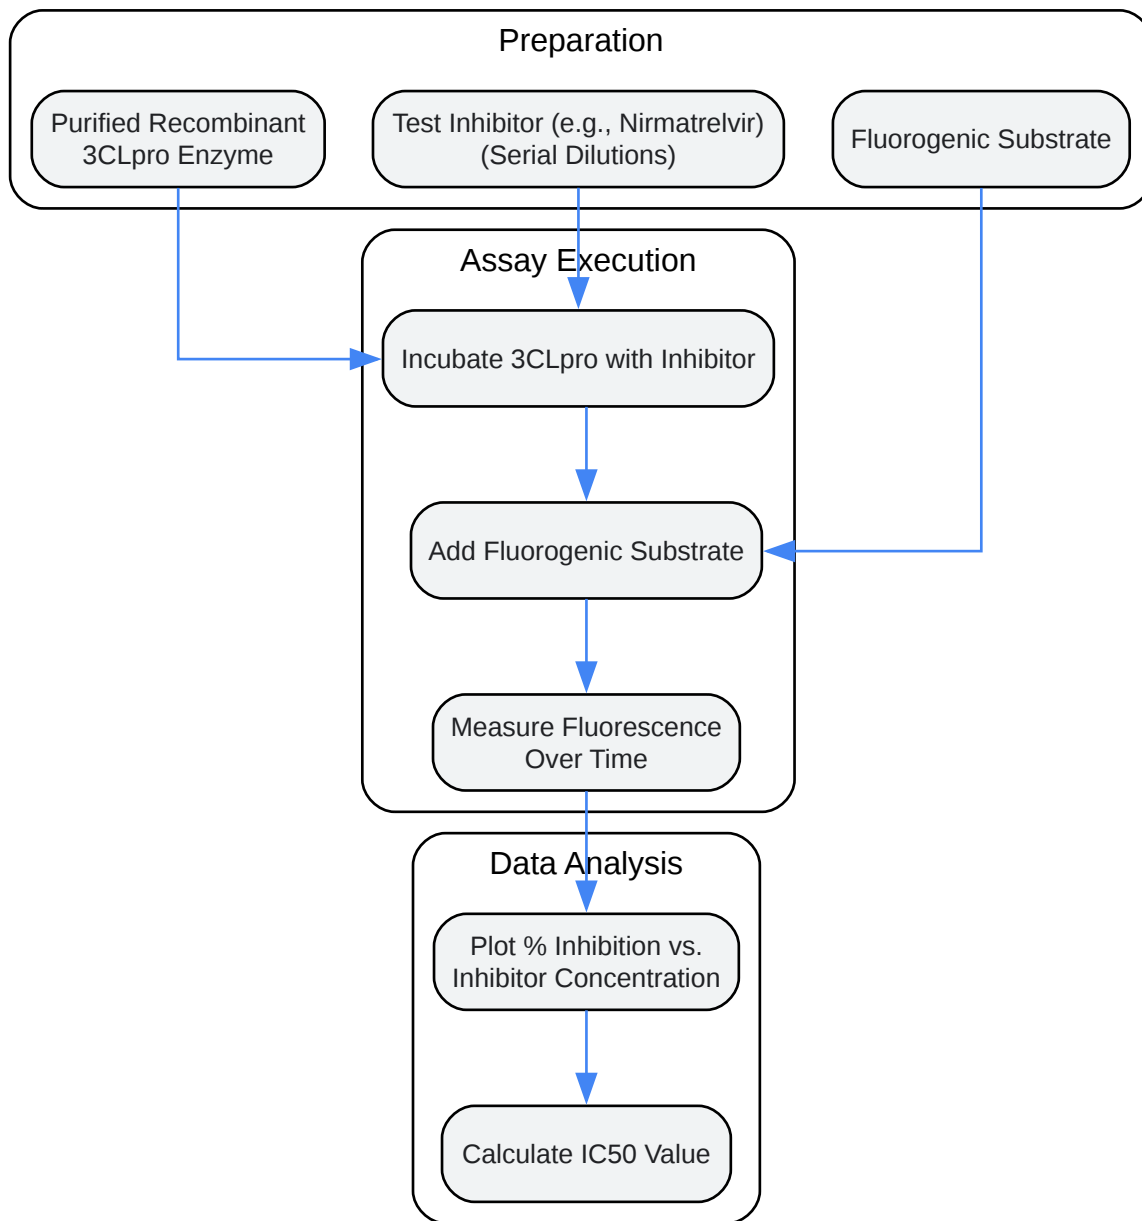 Preparation
Purified Recombinant
3CLpro Enzyme
Test Inhibitor (e.g., Nirmatrelvir)
(Serial Dilutions)
Fluorogenic Substrate
Assay Execution
Incubate 3CLpro with Inhibitor
Add Fluorogenic Substrate
Measure Fluorescence
Over Time
Data Analysis
Plot % Inhibition vs.
Inhibitor Concentration
Calculate IC50 Value